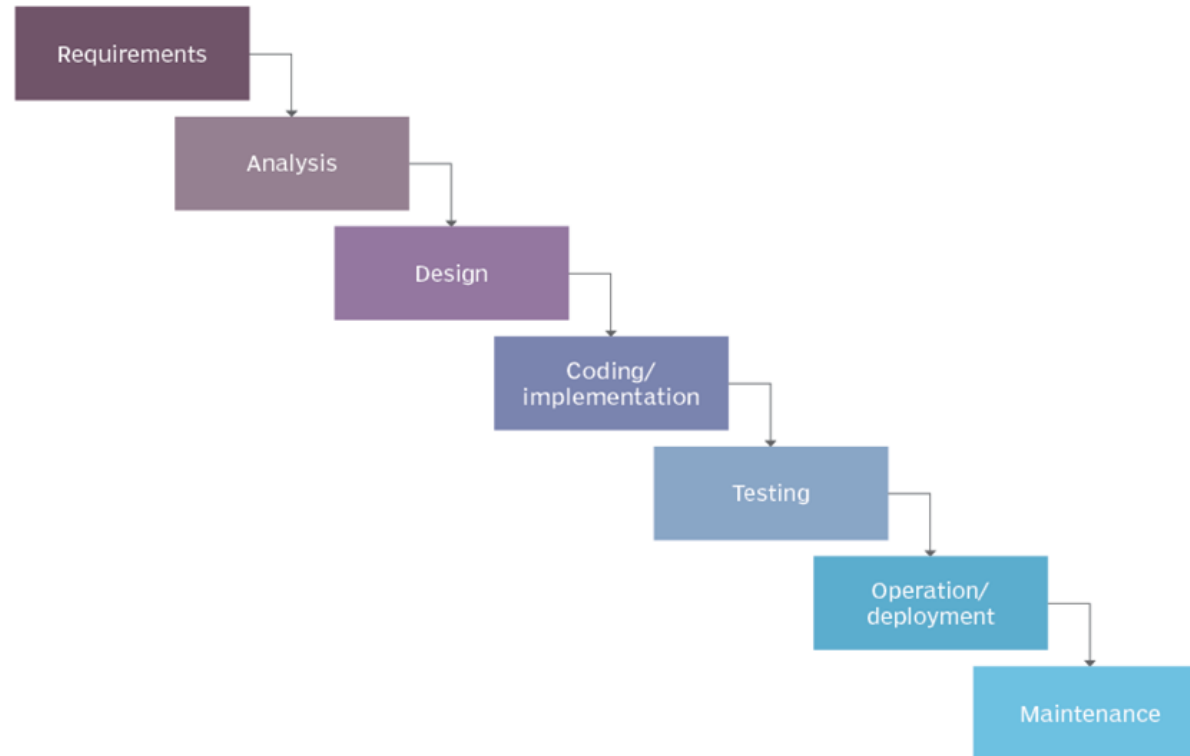 Requirements
Analysis
Design
Coding/
implementation
Testing
Operation/
deployment
Maintenance